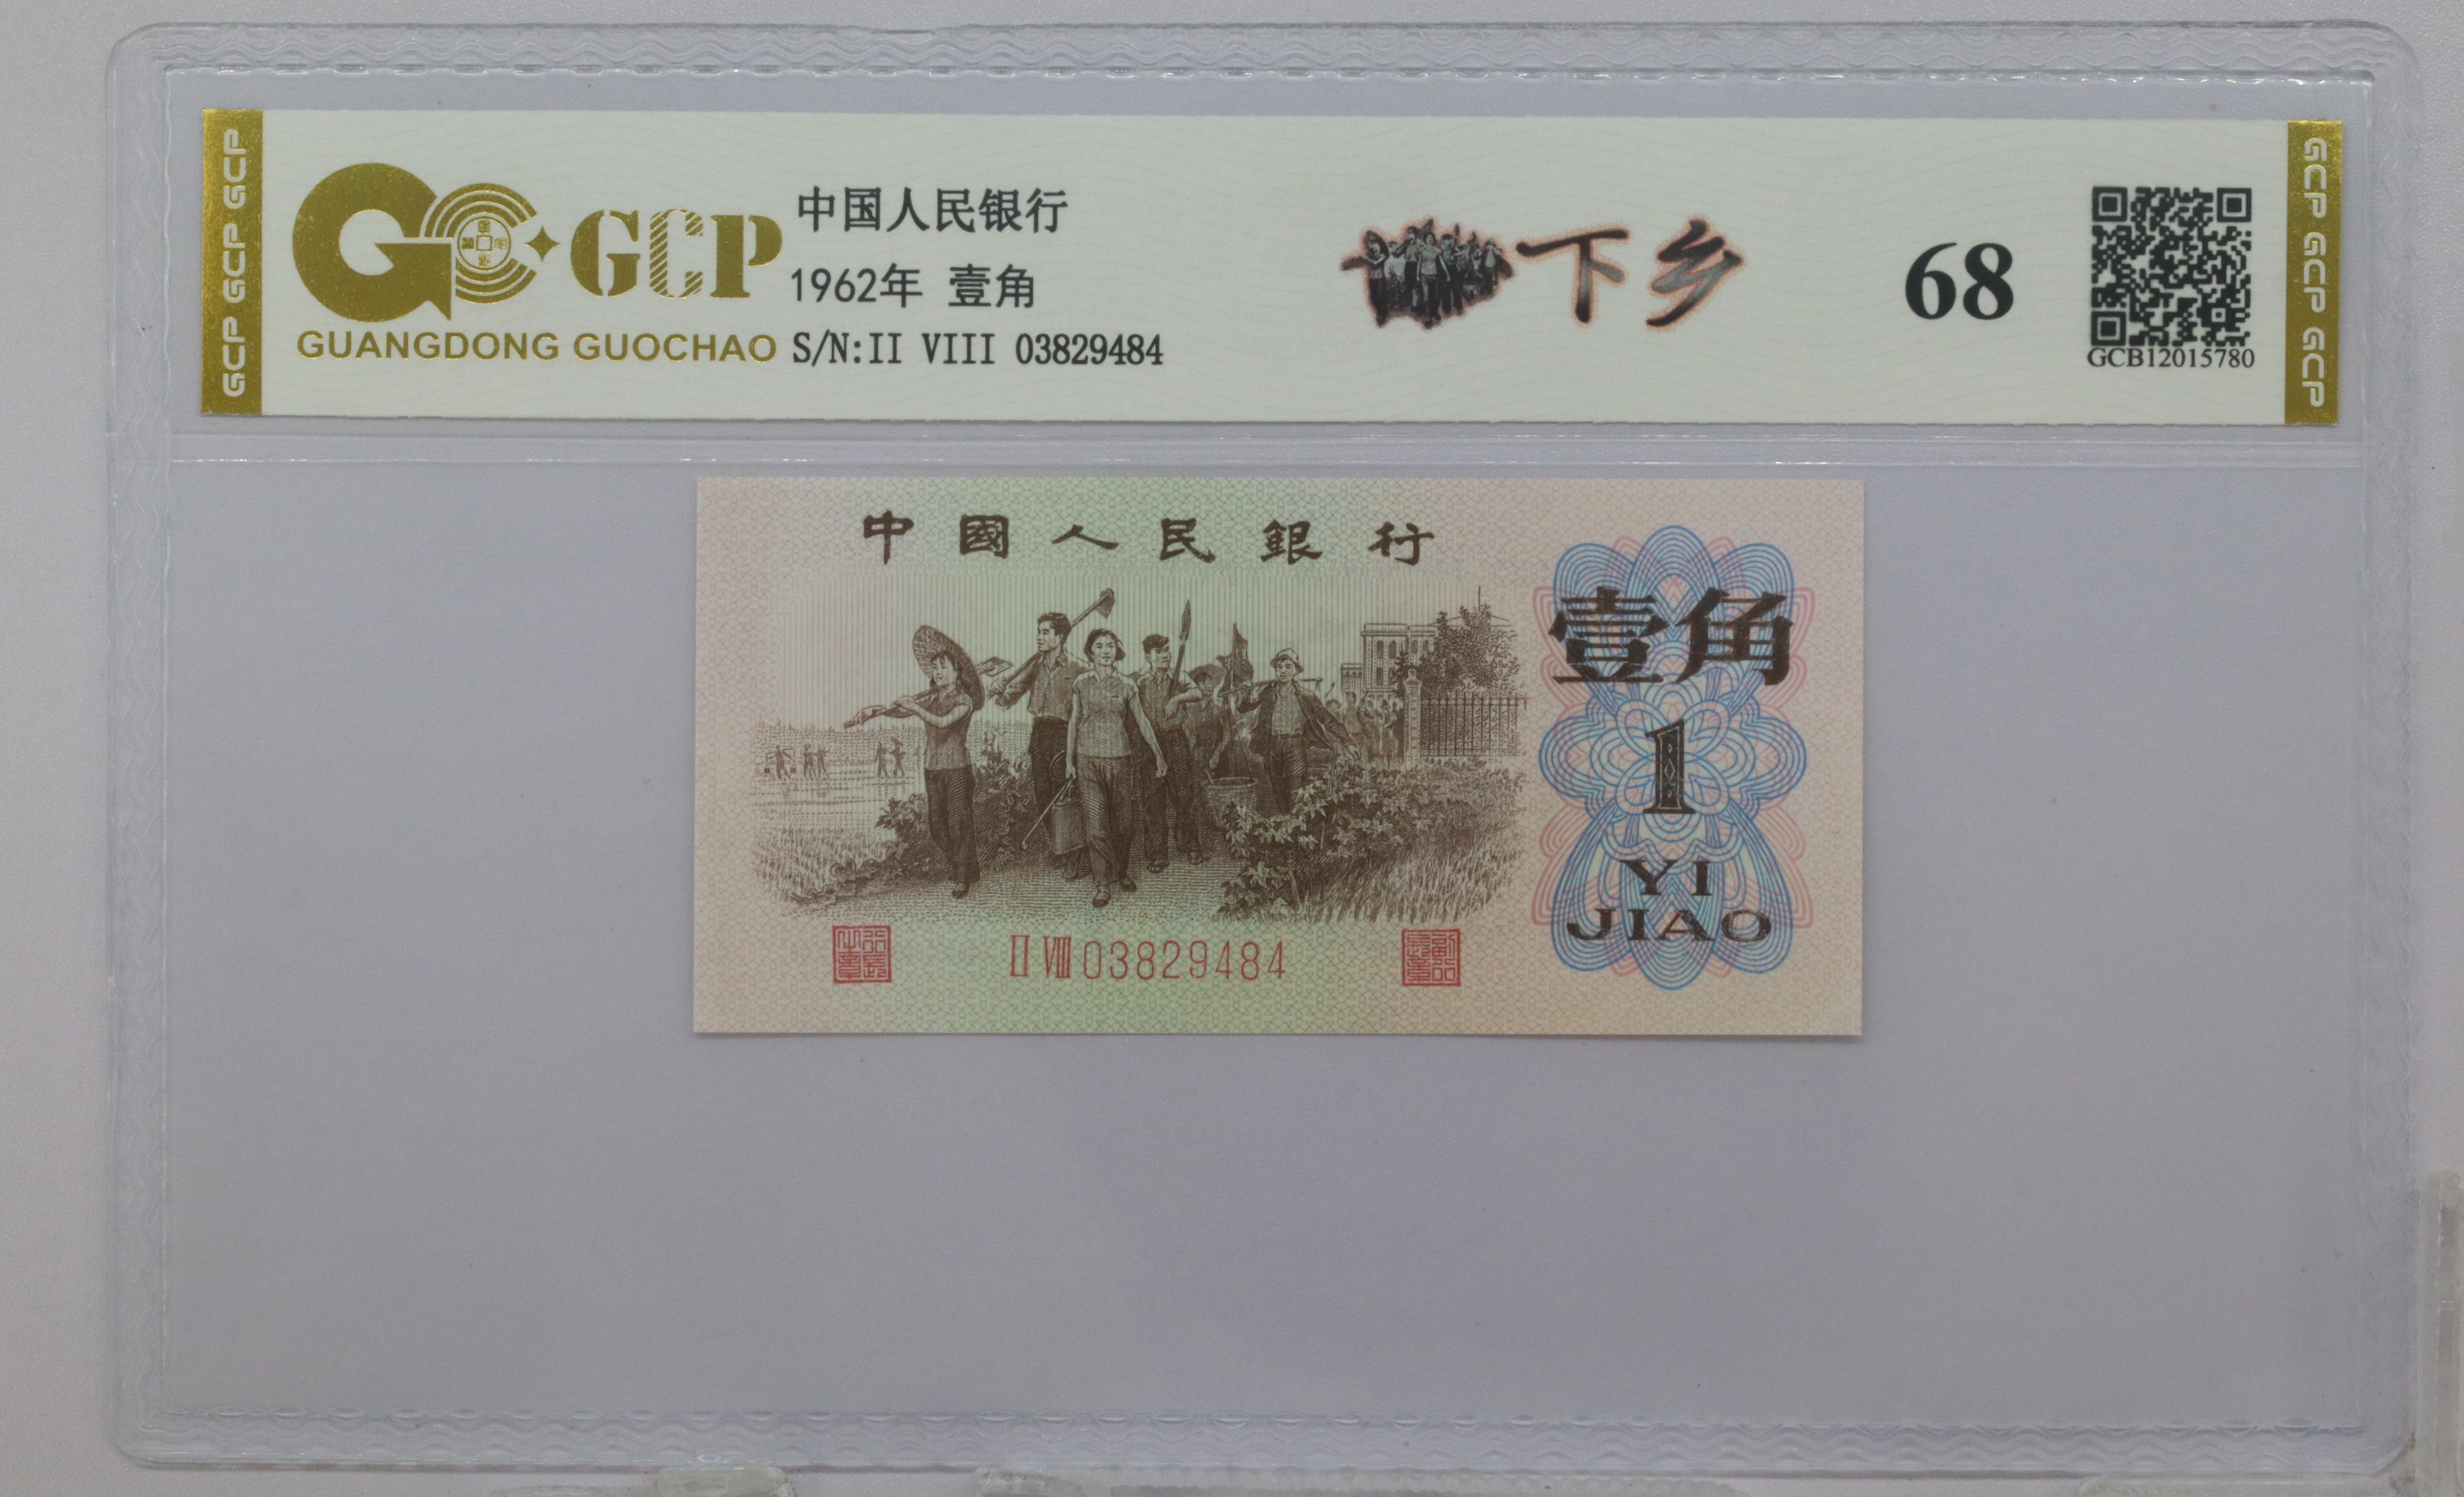 GCP GCP GCP
GCP
GUANGDONG GUOCHAO
中国人民银行
1962年 壹角
S/N:II VIII 03829484
下乡
68
GCB12015780
GCP GCP GCP
中國人民銀行
壹角
1
YI
JIAO
II VIII 03829484